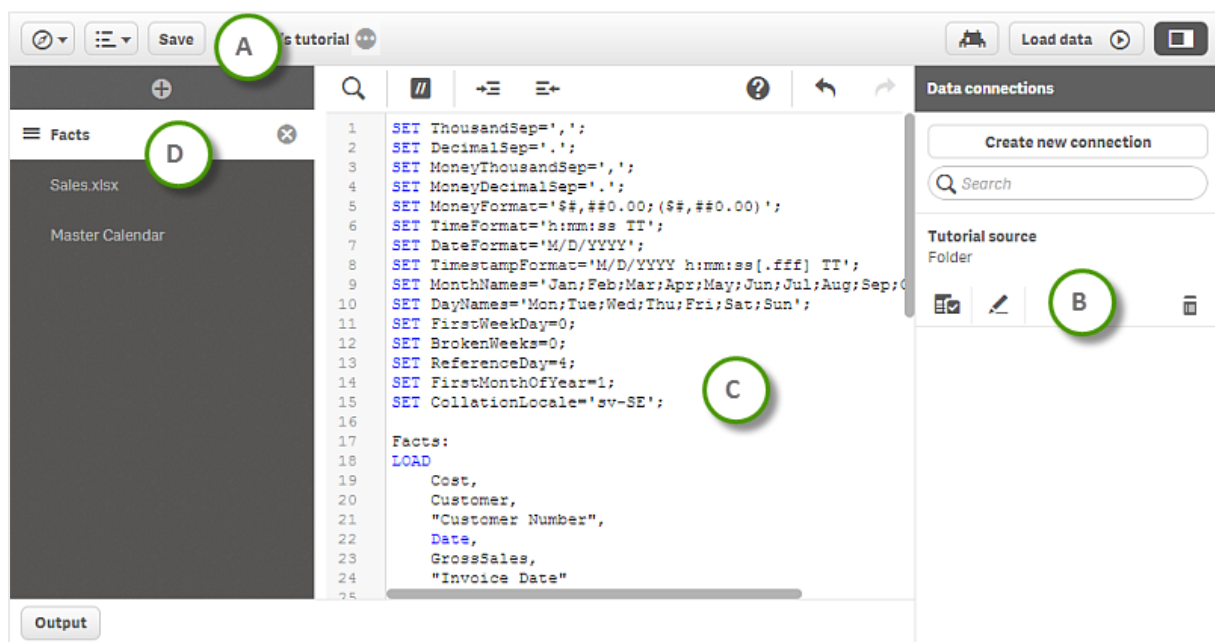 Save
A
's tutorial
Load data
Data connections
Facts
D
Sales.xlsx
Master Calendar
1 SET ThousandSep=',';
2 SET DecimalSep='.';
3 SET MoneyThousandSep=',';
4 SET MoneyDecimalSep='.';
5 SET MoneyFormat='$#,##0.00;($#,##0.00)';
6 SET TimeFormat='h:mm:ss TT';
7 SET DateFormat='M/D/YYYY';
8 SET TimestampFormat='M/D/YYYY h:mm:ss[.fff] TT';
9 SET MonthNames='Jan;Feb;Mar;Apr;May;Jun;Jul;Aug;Sep;
10 SET DayNames='Mon;Tue;Wed;Thu;Fri;Sat;Sun';
11 SET FirstWeekDay=0;
12 SET BrokenWeeks=0;
13 SET ReferenceDay=4;
14 SET FirstMonthOfYear=1;
15 SET CollationLocale='sv-SE';
16
17 Facts:
18 LOAD
19 Cost,
20 Customer,
21 "Customer Number",
22 Date,
23 GrossSales,
24 "Invoice Date"
25
C
Create new connection
Search
Tutorial source
Folder
B
Output